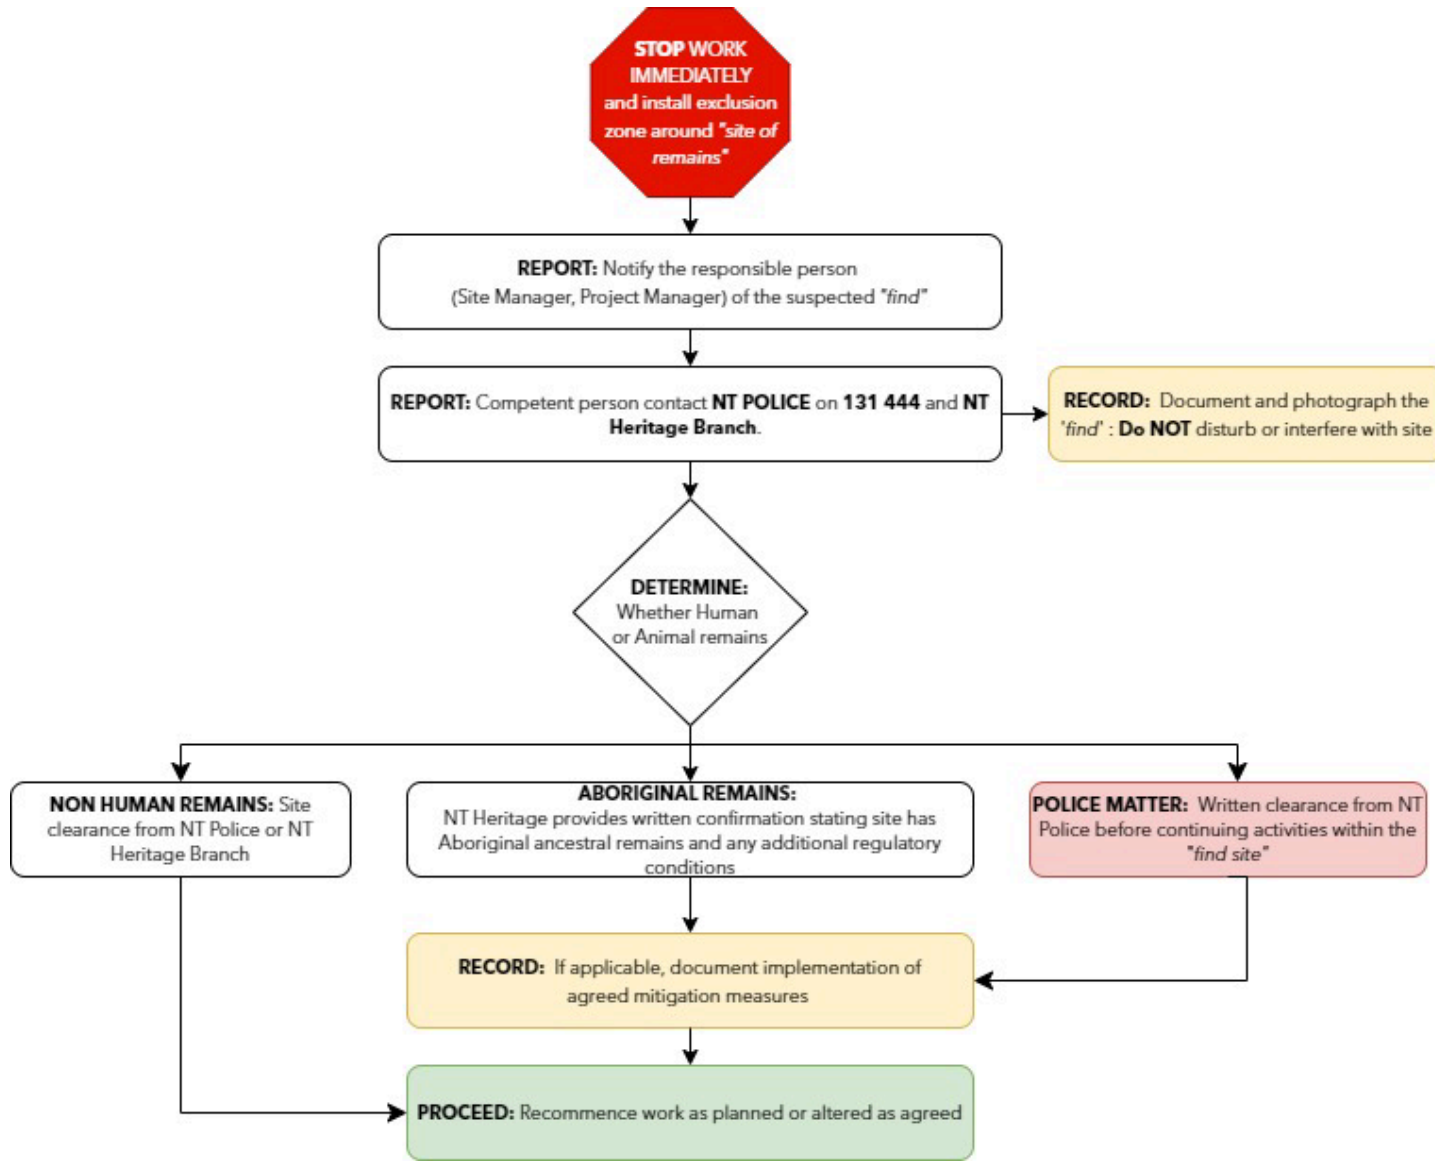 STOP WORK
IMMEDIATELY
and install exclusion
zone around "site of
remains"
REPORT: Notify the responsible person
(Site Manager, Project Manager) of the suspected "find"
REPORT: Competent person contact NT POLICE on 131 444 and NT
Heritage Branch.
RECORD: Document and photograph the
'find' : Do NOT disturb or interfere with site
DETERMINE:
Whether Human
or Animal remains
NON HUMAN REMAINS: Site
clearance from NT Police or NT
Heritage Branch
ABORIGINAL REMAINS:
NT Heritage provides written confirmation stating site has
Aboriginal ancestral remains and any additional regulatory
conditions
POLICE MATTER: Written clearance from NT
Police before continuing activities within the
"find site"
RECORD: If applicable, document implementation of
agreed mitigation measures
PROCEED: Recommence work as planned or altered as agreed